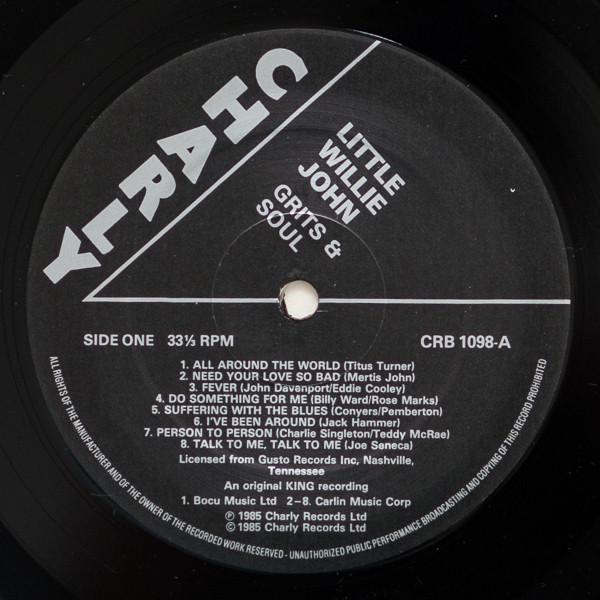 CHARLY
LITTLE
WILLIE
JOHN
GRITS &
SOUL
SIDE ONE 33⅓ RPM
CRB 1098-A
1. ALL AROUND THE WORLD (Titus Turner)
2. NEED YOUR LOVE SO BAD (Mertis John)
3. FEVER (John Davenport/Eddie Cooley)
4. DO SOMETHING FOR ME (Billy Ward/Rose Marks)
5. SUFFERING WITH THE BLUES (Conyers/Pemberton)
6. I'VE BEEN AROUND (Jack Hammer)
7. PERSON TO PERSON (Charlie Singleton/Teddy McRae)
8. TALK TO ME, TALK TO ME (Joe Seneca)
Licensed from Gusto Records Inc, Nashville,
Tennessee
An original KING recording
1. Bocu Music Ltd 2–8. Carlin Music Corp
℗ 1985 Charly Records Ltd
© 1985 Charly Records Ltd
ALL RIGHTS OF THE MANUFACTURER AND OF THE OWNER OF THE RECORDED WORK RESERVED - UNAUTHORIZED PUBLIC PERFORMANCE BROADCASTING AND COPYING OF THIS RECORD PROHIBITED